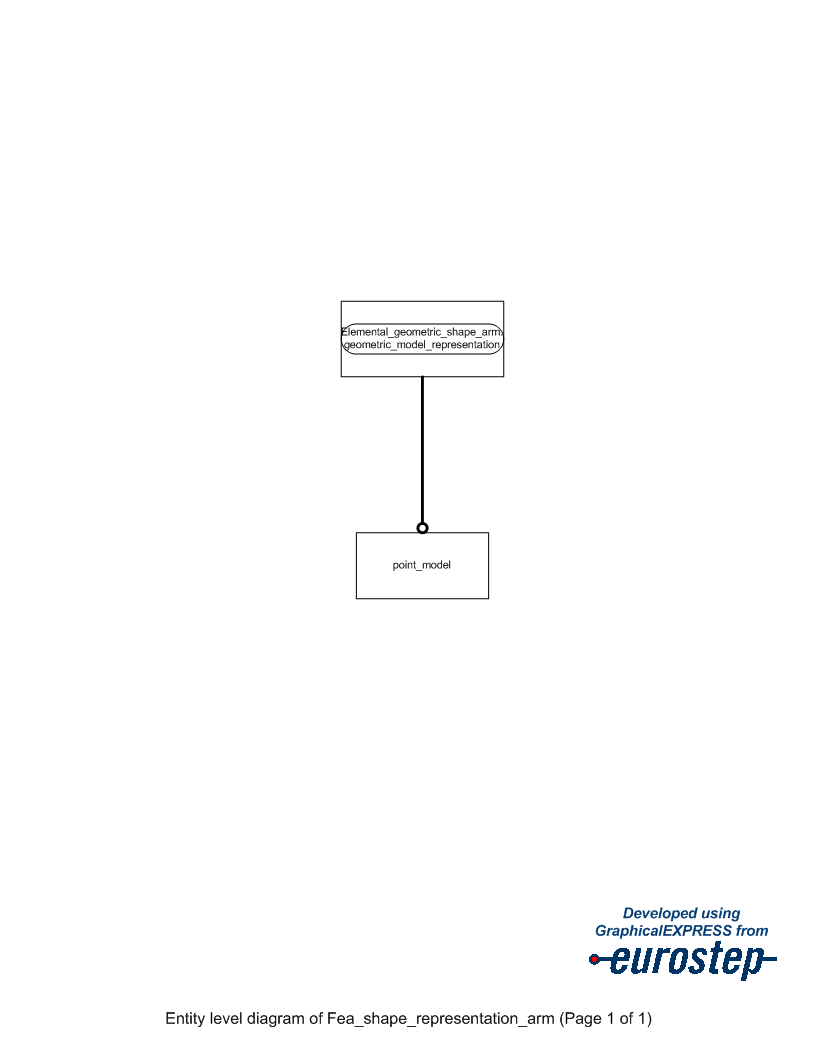 Elemental_geometric_shape_arm.
geometric_model_representation
point_model
Developed using
GraphicalEXPRESS from
eurostep
Entity level diagram of Fea_shape_representation_arm (Page 1 of 1)